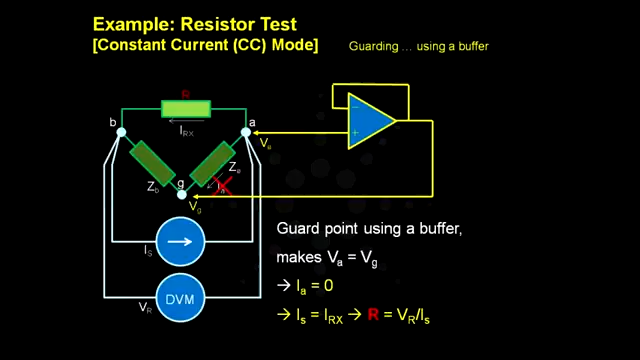 Example: Resistor Test
[Constant Current (CC) Mode] Guarding ... using a buffer
R
b
a
I_RX
−
+
V_a
Z_b
g
Z_a
I_a
V_g
I_S
V_R
DVM
Guard point using a buffer,
makes V_a = V_g
→ I_a = 0
→ I_s = I_RX → R = V_R/I_s